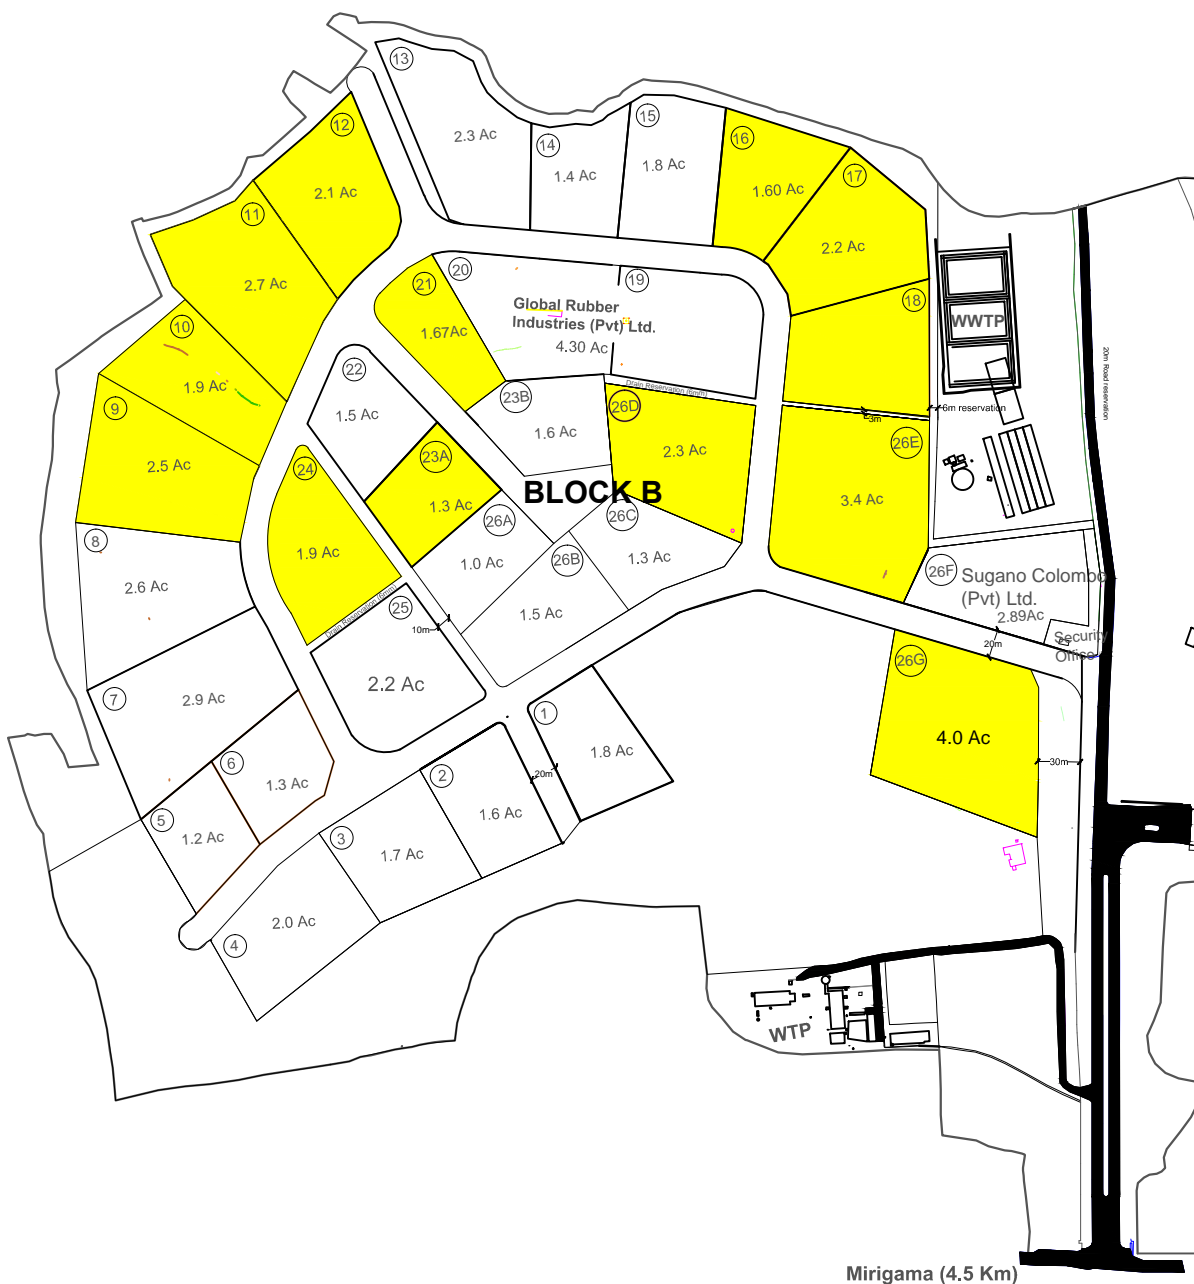 13
2.3 Ac
12
2.1 Ac
14
1.4 Ac
15
1.8 Ac
16
1.60 Ac
17
2.2 Ac
11
2.7 Ac
18
10
1.9 Ac
21
1.67Ac
20
19
Global Rubber
Industries (Pvt) Ltd.
4.30 Ac
WWTP
20m Road reservation
9
2.5 Ac
22
1.5 Ac
23B
1.6 Ac
Drain Reservation (6mm)
26D
2.3 Ac
3m
6m reservation
26E
3.4 Ac
23A
1.3 Ac
24
1.9 Ac
BLOCK B
26A
1.0 Ac
26C
1.3 Ac
26B
1.5 Ac
8
2.6 Ac
26F
Sugano Colombo
(Pvt) Ltd.
2.89Ac
Security
Office
20m
Drain Reservation (6mm)
25
2.2 Ac
10m
26G
4.0 Ac
30m
7
2.9 Ac
6
1.3 Ac
5
1.2 Ac
1
1.8 Ac
20m
2
1.6 Ac
3
1.7 Ac
4
2.0 Ac
WTP
Mirigama (4.5 Km)